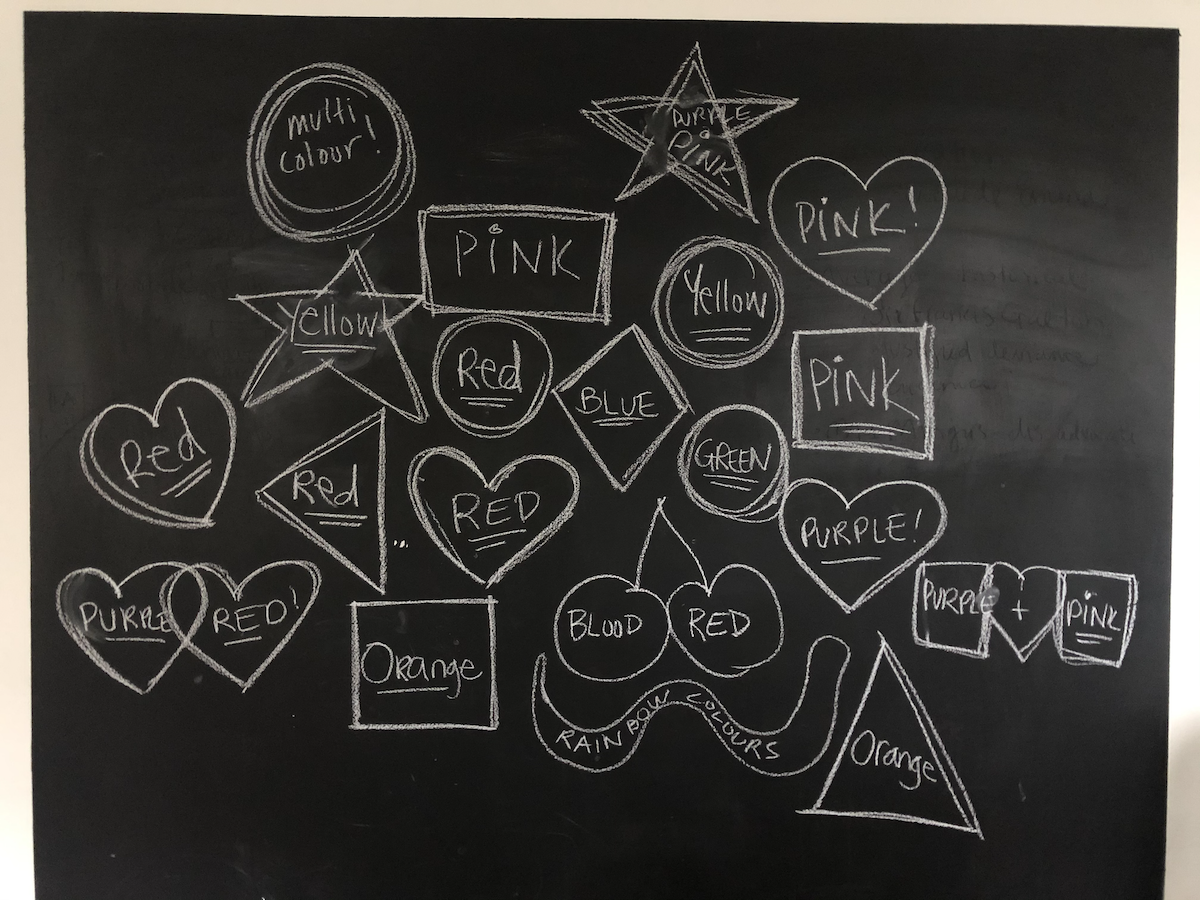 multi
colour!
PURPLE
PiNK
PiNK!
PiNK
Yellow
Yellow
Red
BLUE
PiNK
Red
Red
RED
GREEN
PURPLE!
PURPLE RED!
Orange
BLOOD RED
PURPLE + PiNK
RAINBOW COLOURS
Orange